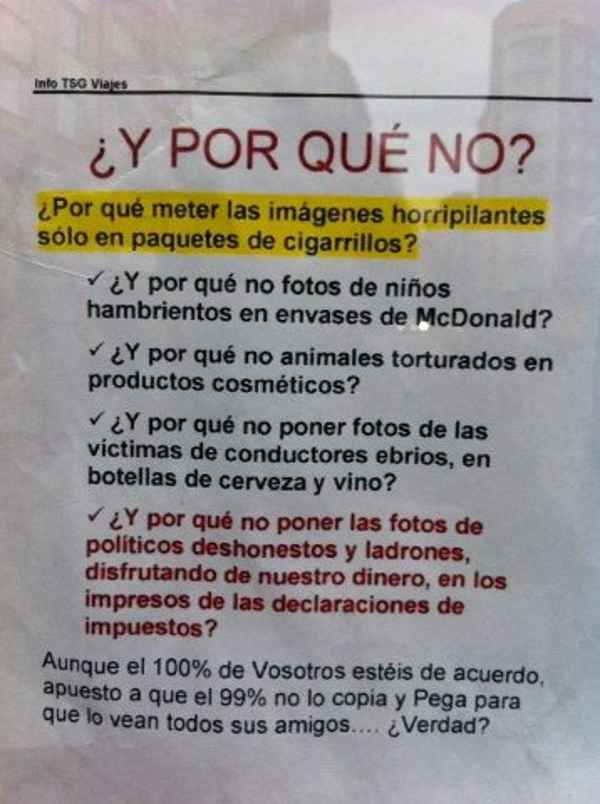 Info TSG Viajes
¿Y POR QUÉ NO?
¿Por qué meter las imágenes horripilantes
sólo en paquetes de cigarrillos?
✓ ¿Y por qué no fotos de niños
hambrientos en envases de McDonald?
✓ ¿Y por qué no animales torturados en
productos cosméticos?
✓ ¿Y por qué no poner fotos de las
víctimas de conductores ebrios, en
botellas de cerveza y vino?
✓ ¿Y por qué no poner las fotos de
políticos deshonestos y ladrones,
disfrutando de nuestro dinero, en los
impresos de las declaraciones de
impuestos?
Aunque el 100% de Vosotros estéis de acuerdo,
apuesto a que el 99% no lo copia y Pega para
que lo vean todos sus amigos.... ¿Verdad?